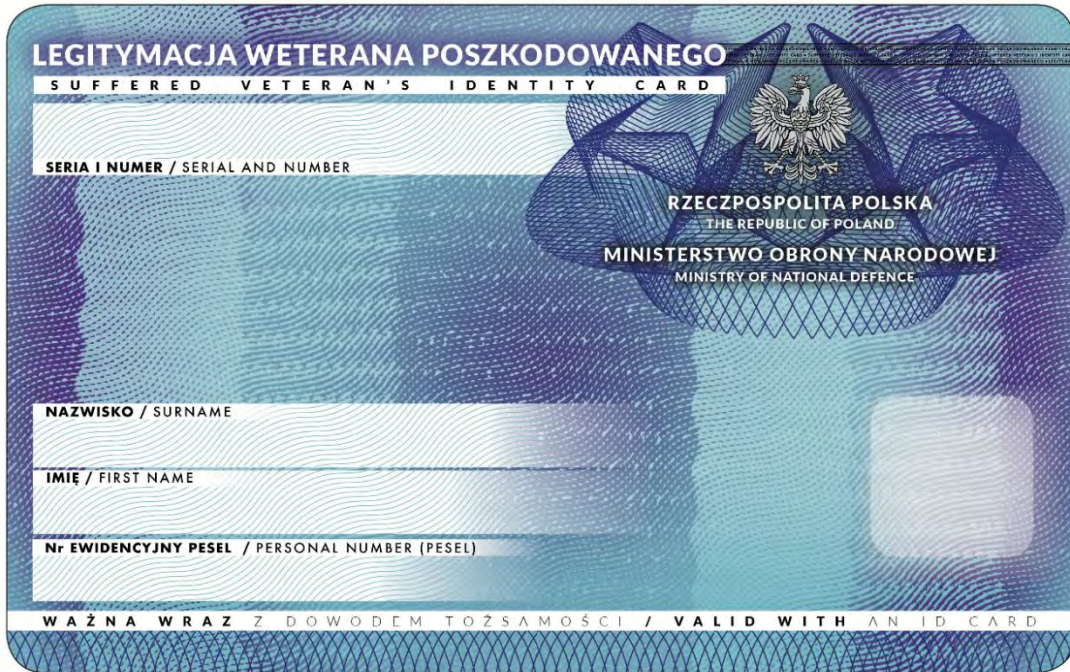 LEGITYMACJA WETERANA POSZKODOWANEGO
SUFFERED VETERAN'S IDENTITY CARD
SERIA I NUMER / SERIAL AND NUMBER
RZECZPOSPOLITA POLSKA
THE REPUBLIC OF POLAND
MINISTERSTWO OBRONY NARODOWEJ
MINISTRY OF NATIONAL DEFENCE
NAZWISKO / SURNAME
IMIĘ / FIRST NAME
Nr EWIDENCYJNY PESEL / PERSONAL NUMBER (PESEL)
WAŻNA WRAZ Z DOWODEM TOŻSAMOŚCI / VALID WITH AN ID CARD